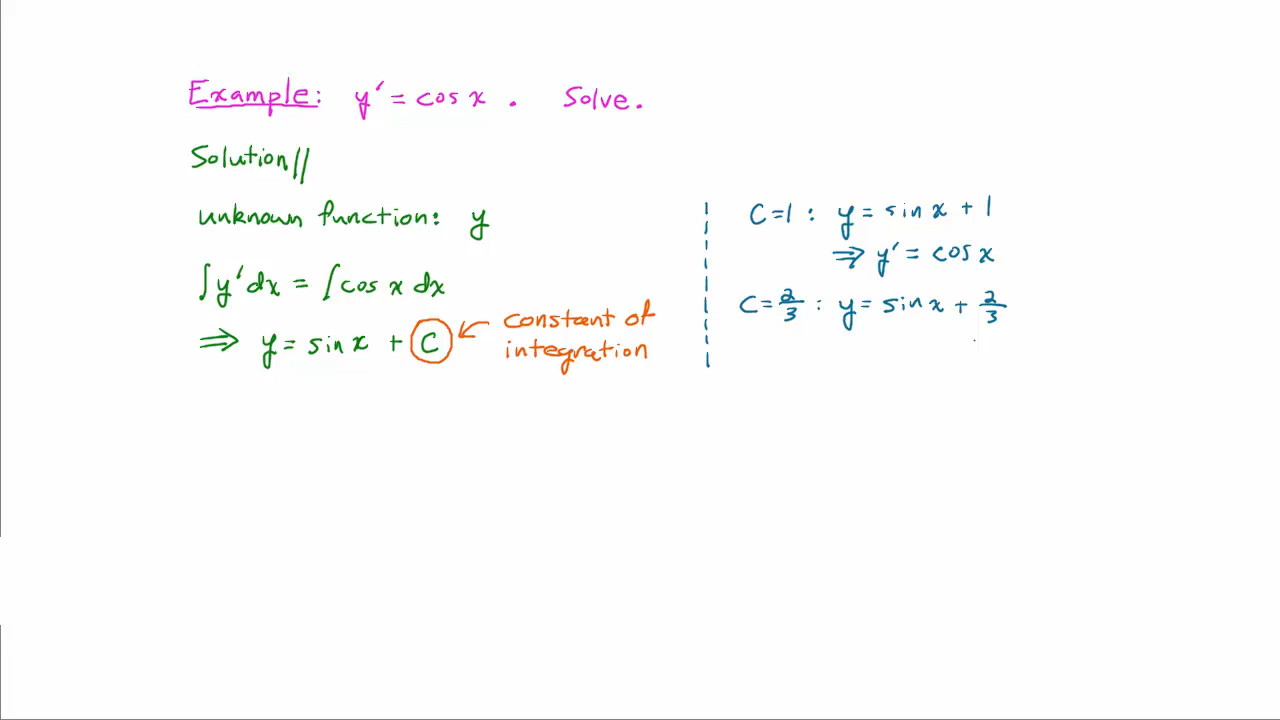 Example: y′ = cos x . Solve.
Solution//
unknown function: y
∫y′dx = ∫cos x dx
⇒ y = sin x + C ← constant of
integration
C=1 : y = sin x + 1
⇒ y′ = cos x
C=2/3 : y = sin x + 2/3